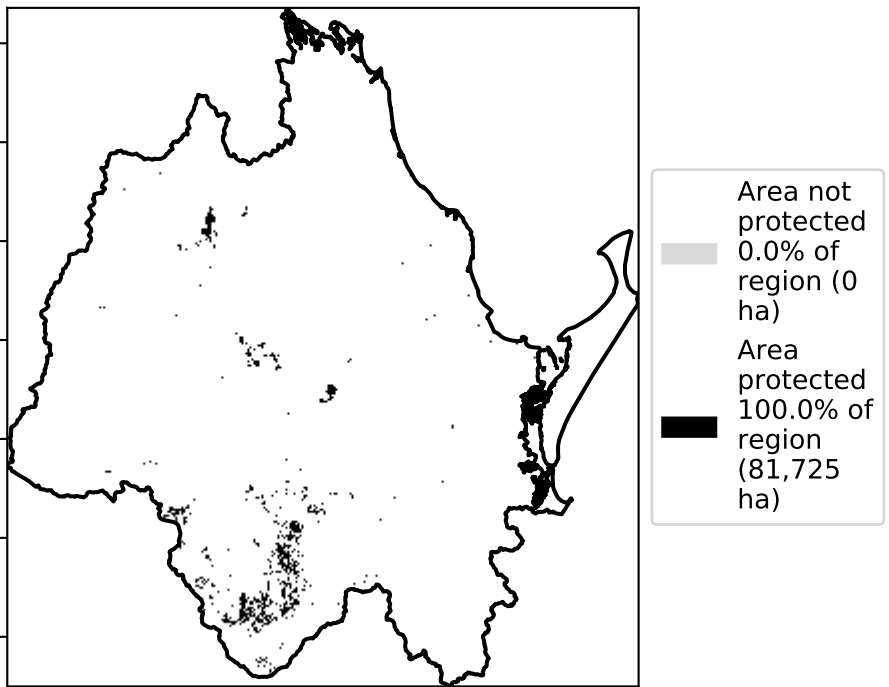 Area not
protected
0.0% of
region (0
ha)
Area
protected
100.0% of
region
(81,725
ha)